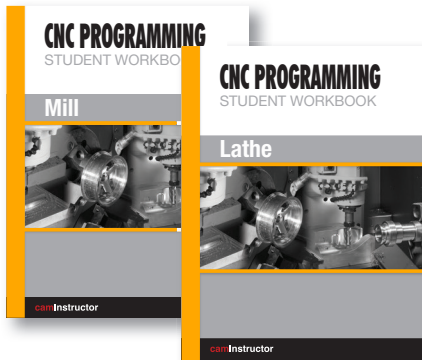 CNC PROGRAMMING
STUDENT WORKBOOK
Mill
camInstructor
CNC PROGRAMMING
STUDENT WORKBOOK
Lathe
camInstructor